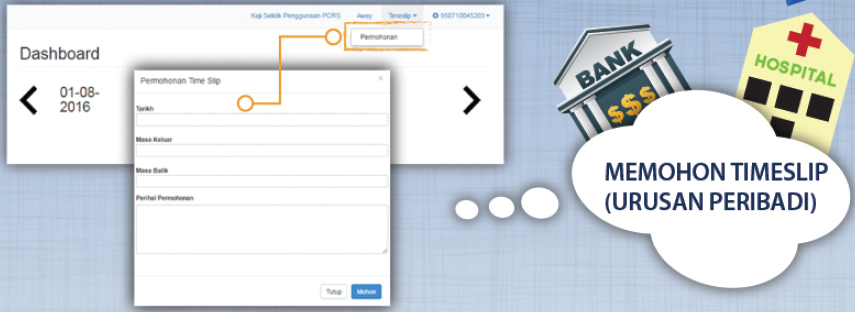 Kaji Selidik Penggunaan PCRS Away Timeslip 950710045203
Permohonan
Dashboard
01-08-
2016
Permohonan Time Slip
×
Tarikh
Masa Keluar
Masa Balik
Perihal Permohonan
Tutup Mohon
BANK
$$$
HOSPITAL
MEMOHON TIMESLIP
(URUSAN PERIBADI)